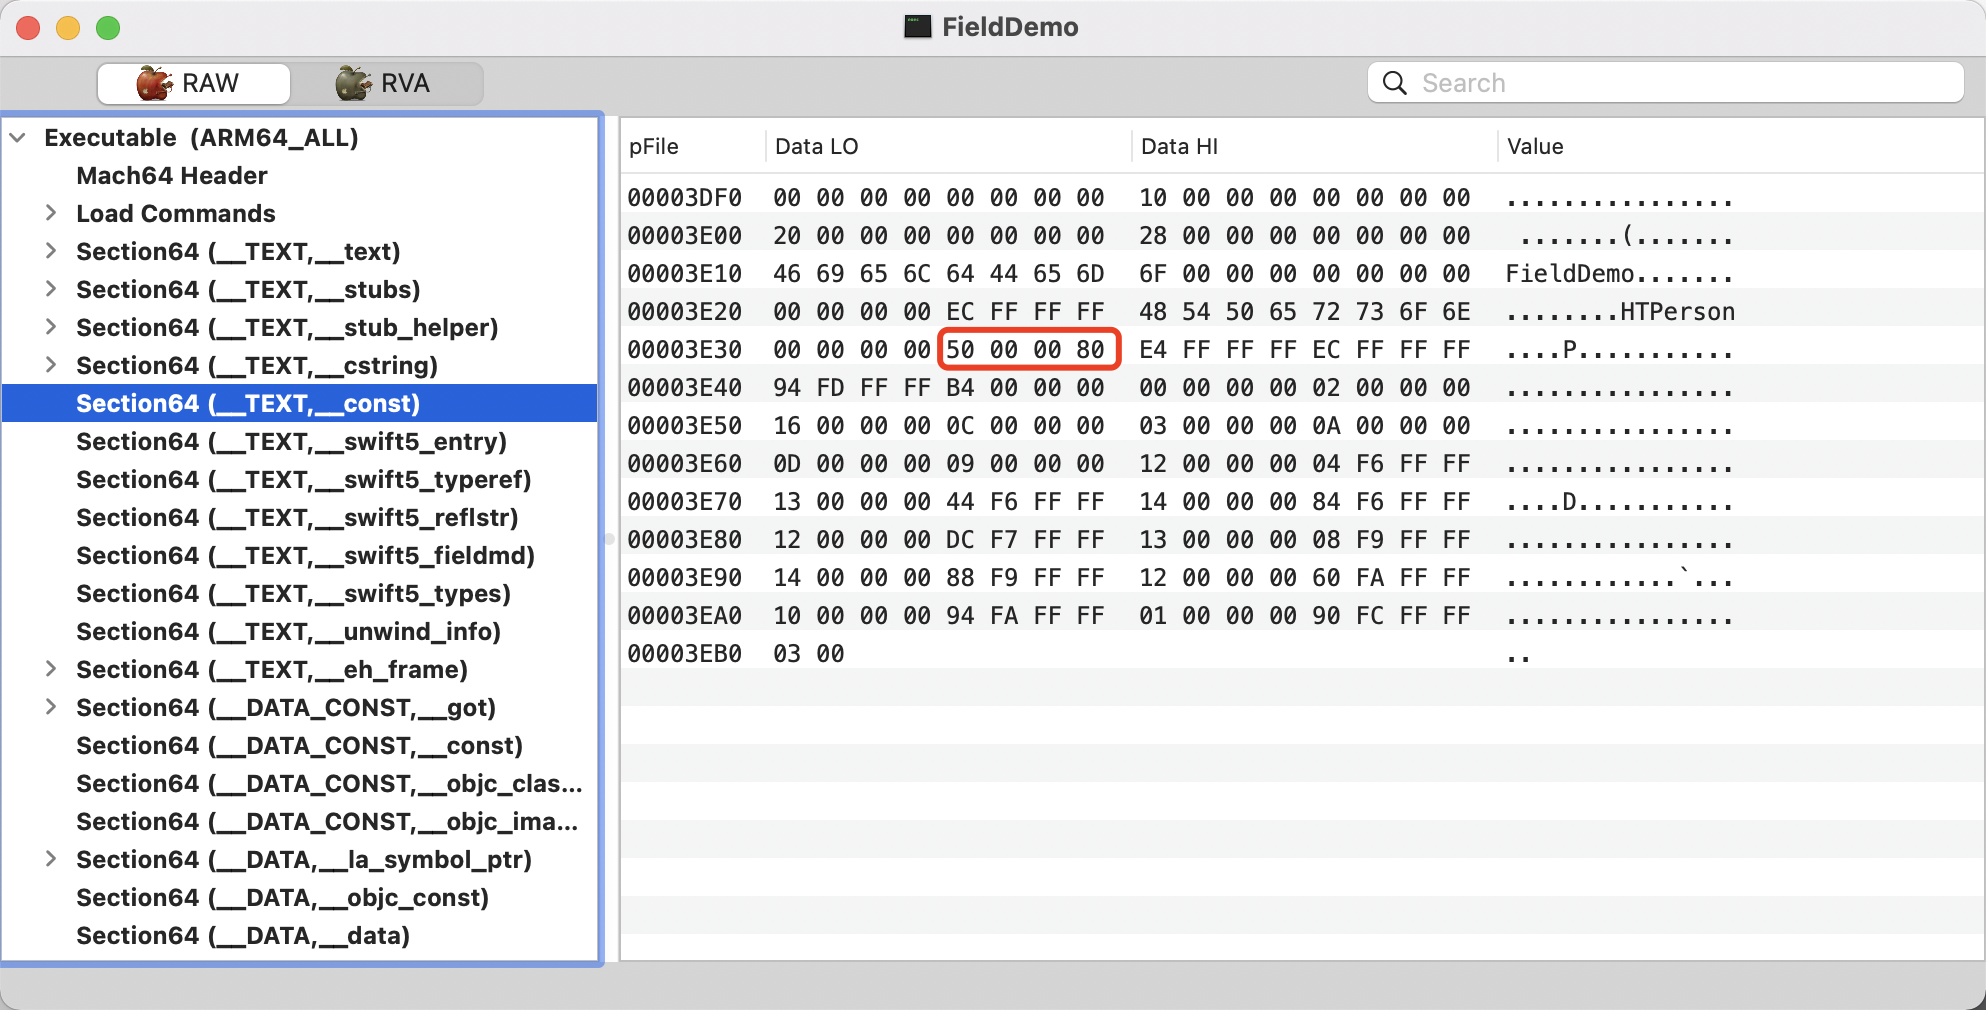 FieldDemo
RAW RVA Search
Executable (ARM64_ALL)
Mach64 Header
Load Commands
Section64 (__TEXT,__text)
Section64 (__TEXT,__stubs)
Section64 (__TEXT,__stub_helper)
Section64 (__TEXT,__cstring)
Section64 (__TEXT,__const)
Section64 (__TEXT,__swift5_entry)
Section64 (__TEXT,__swift5_typeref)
Section64 (__TEXT,__swift5_reflstr)
Section64 (__TEXT,__swift5_fieldmd)
Section64 (__TEXT,__swift5_types)
Section64 (__TEXT,__unwind_info)
Section64 (__TEXT,__eh_frame)
Section64 (__DATA_CONST,__got)
Section64 (__DATA_CONST,__const)
Section64 (__DATA_CONST,__objc_clas...
Section64 (__DATA_CONST,__objc_ima...
Section64 (__DATA,__la_symbol_ptr)
Section64 (__DATA,__objc_const)
Section64 (__DATA,__data)
pFile Data LO Data HI Value
00003DF0 00 00 00 00 00 00 00 00 10 00 00 00 00 00 00 00 ................
00003E00 20 00 00 00 00 00 00 00 28 00 00 00 00 00 00 00  .......(.......
00003E10 46 69 65 6C 64 44 65 6D 6F 00 00 00 00 00 00 00 FieldDemo.......
00003E20 00 00 00 00 EC FF FF FF 48 54 50 65 72 73 6F 6E ........HTPerson
00003E30 00 00 00 00 50 00 00 80 E4 FF FF FF EC FF FF FF ....P...........
00003E40 94 FD FF FF B4 00 00 00 00 00 00 00 02 00 00 00 ................
00003E50 16 00 00 00 0C 00 00 00 03 00 00 00 0A 00 00 00 ................
00003E60 0D 00 00 00 09 00 00 00 12 00 00 00 04 F6 FF FF ................
00003E70 13 00 00 00 44 F6 FF FF 14 00 00 00 84 F6 FF FF ....D...........
00003E80 12 00 00 00 DC F7 FF FF 13 00 00 00 08 F9 FF FF ................
00003E90 14 00 00 00 88 F9 FF FF 12 00 00 00 60 FA FF FF ............`...
00003EA0 10 00 00 00 94 FA FF FF 01 00 00 00 90 FC FF FF ................
00003EB0 03 00 ..